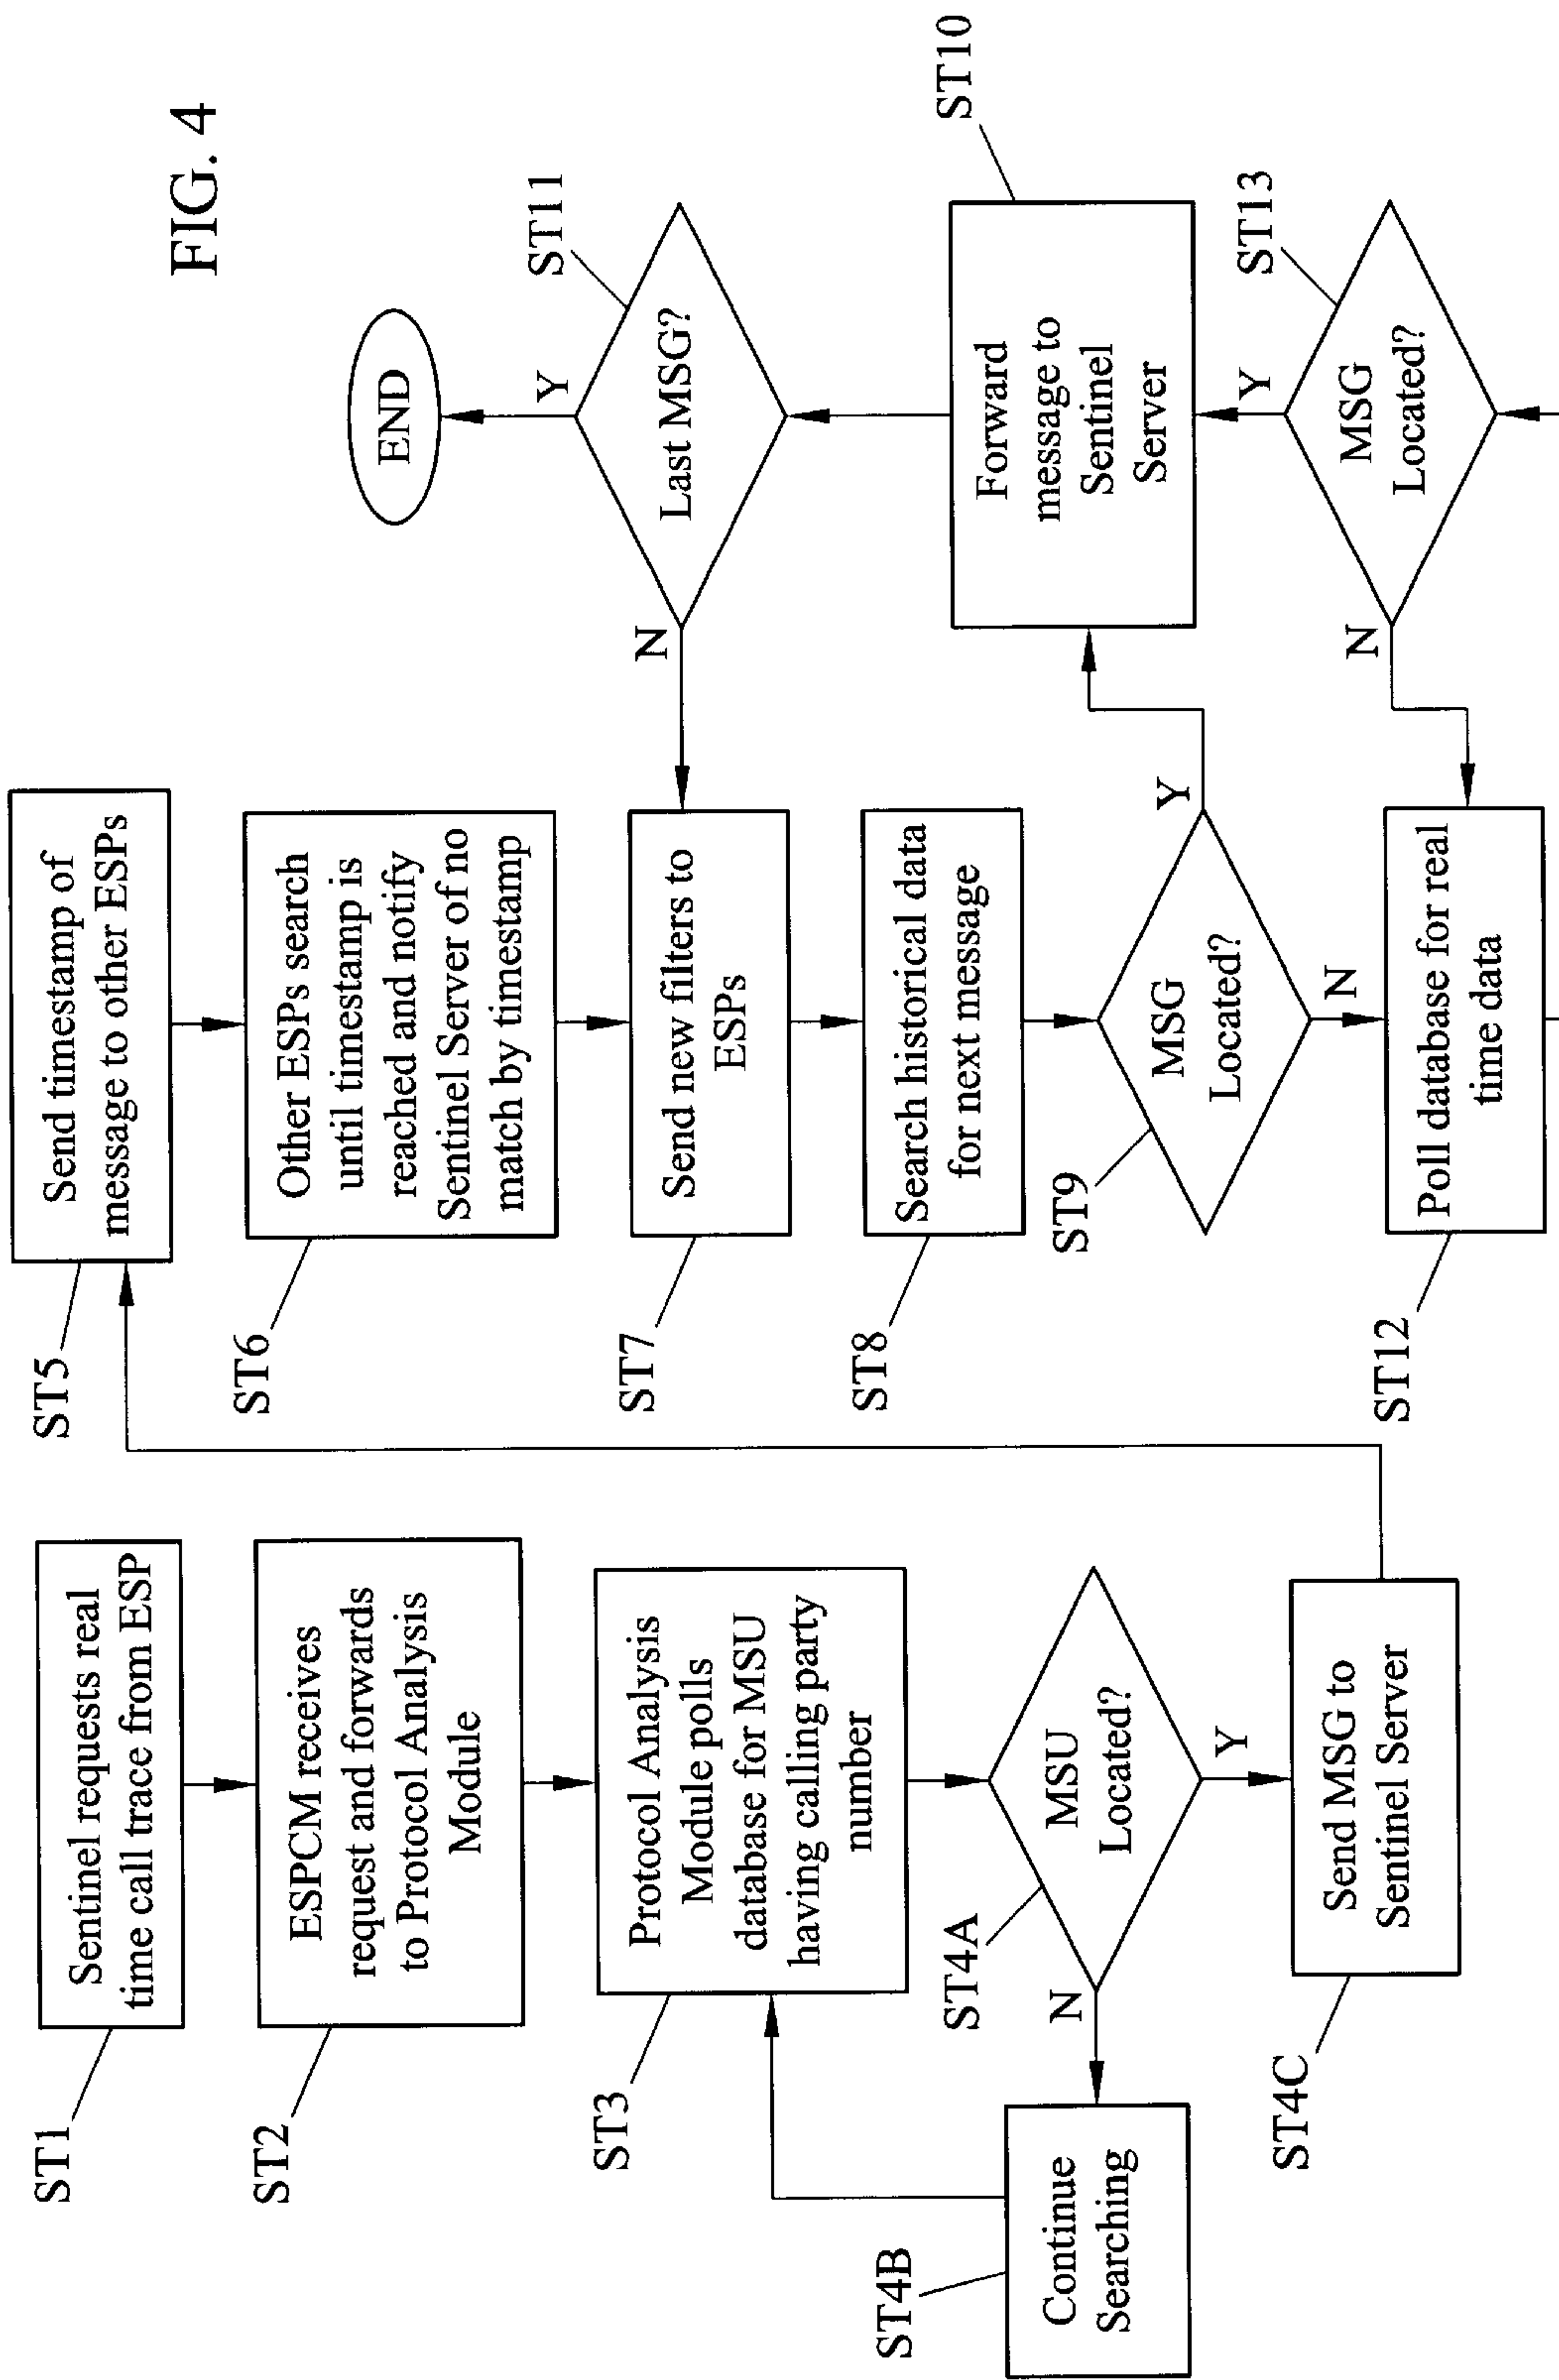 FIG. 4
ST1
Sentinel requests real
time call trace from ESP
ST2
ESPCM receives
request and forwards
to Protocol Analysis
Module
ST3
Protocol Analysis
Module polls
database for MSU
having calling party
number
ST4A
MSU
Located?
N
Y
ST4B
Continue
Searching
ST4C
Send MSG to
Sentinel Server
ST5
Send timestamp of
message to other ESPs
ST6
Other ESPs search
until timestamp is
reached and notify
Sentinel Server of no
match by timestamp
ST7
Send new filters to
ESPs
ST8
Search historical data
for next message
ST9
MSG
Located?
Y
N
ST12
Poll database for real
time data
END
Y
ST11
Last MSG?
N
ST10
Forward
message to
Sentinel
Server
Y
ST13
MSG
Located?
N